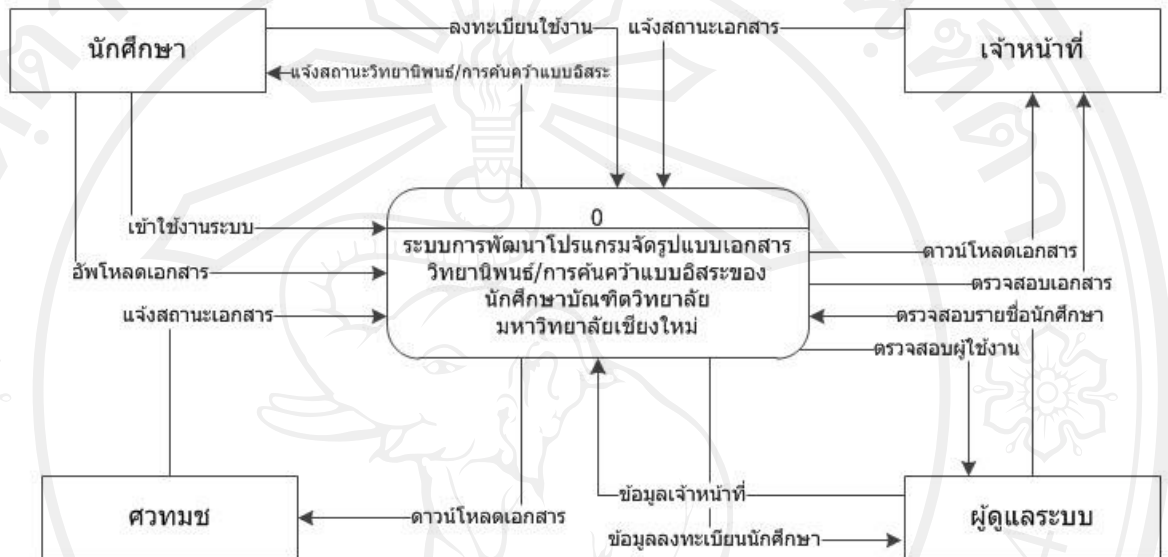 นักศึกษา
ลงทะเบียนใช้งาน
แจ้งสถานะเอกสาร
เจ้าหน้าที่
แจ้งสถานะวิทยานิพนธ์/การค้นคว้าแบบอิสระ
0
ระบบการพัฒนาโปรแกรมจัดรูปแบบเอกสาร
วิทยานิพนธ์/การค้นคว้าแบบอิสระของ
นักศึกษาบัณฑิตวิทยาลัย
มหาวิทยาลัยเชียงใหม่
เข้าใช้งานระบบ
อัพโหลดเอกสาร
แจ้งสถานะเอกสาร
ดาวน์โหลดเอกสาร
ตรวจสอบเอกสาร
ตรวจสอบรายชื่อนักศึกษา
ตรวจสอบผู้ใช้งาน
ศวทมช
ดาวน์โหลดเอกสาร
ข้อมูลเจ้าหน้าที่
ข้อมูลลงทะเบียนนักศึกษา
ผู้ดูแลระบบ